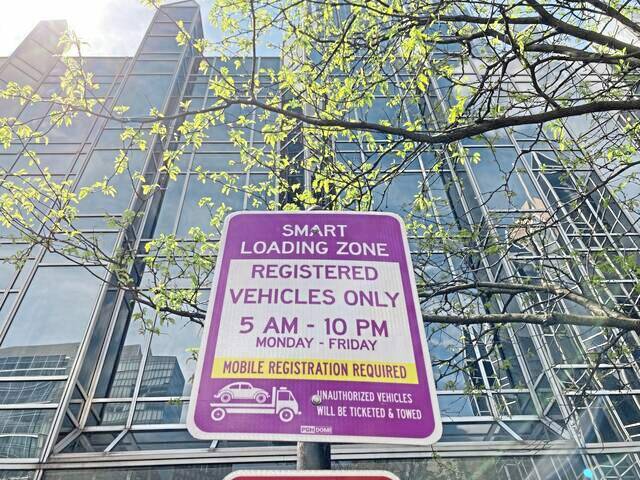 SMART
LOADING ZONE
REGISTERED
VEHICLES ONLY
5 AM - 10 PM
MONDAY - FRIDAY
MOBILE REGISTRATION REQUIRED
UNAUTHORIZED VEHICLES
WILL BE TICKETED & TOWED